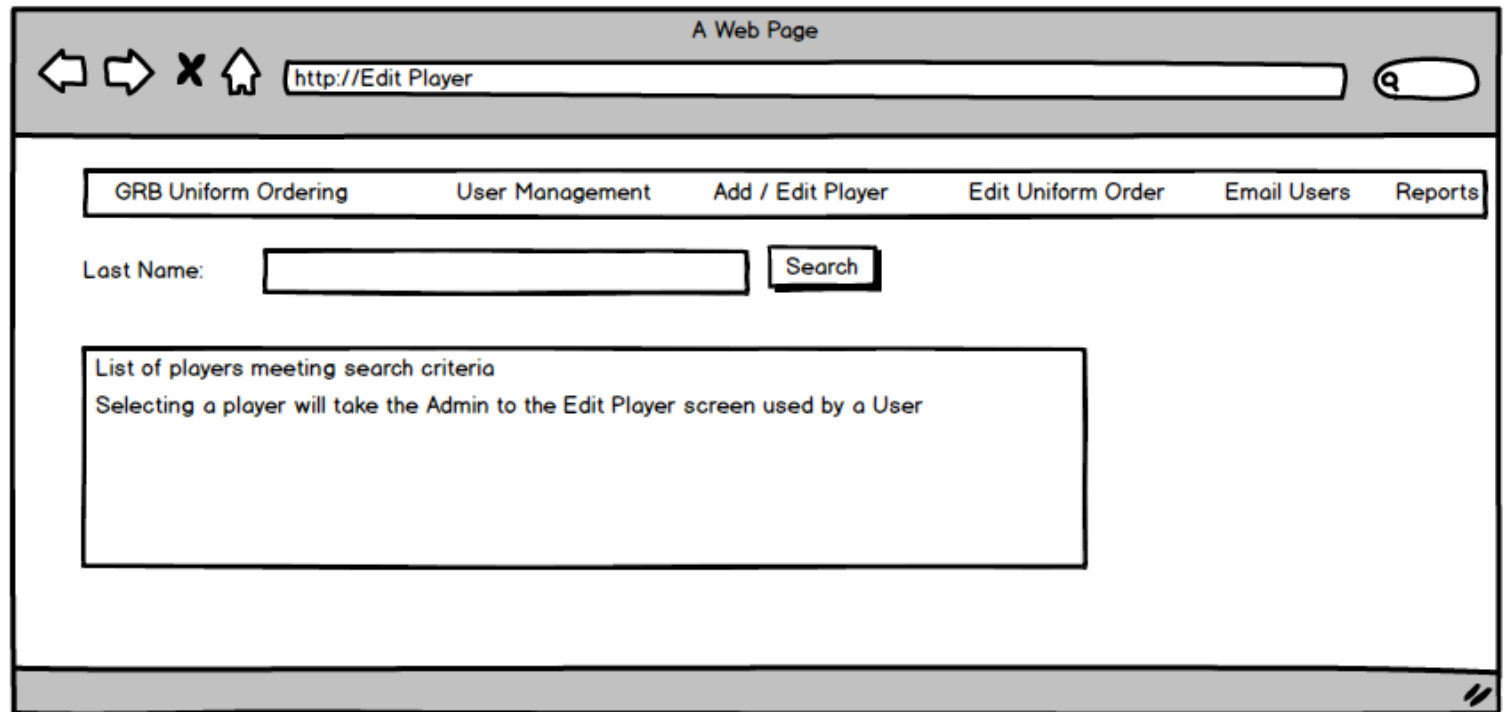 A Web Page
http://Edit Player
GRB Uniform Ordering User Management Add / Edit Player Edit Uniform Order Email Users Reports
Last Name: Search
List of players meeting search criteria
Selecting a player will take the Admin to the Edit Player screen used by a User